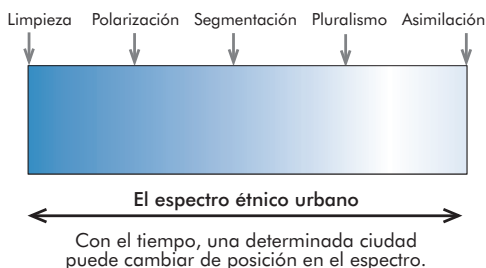 Limpieza Polarización Segmentación Pluralismo Asimilación
El espectro étnico urbano
Con el tiempo, una determinada ciudad
puede cambiar de posición en el espectro.